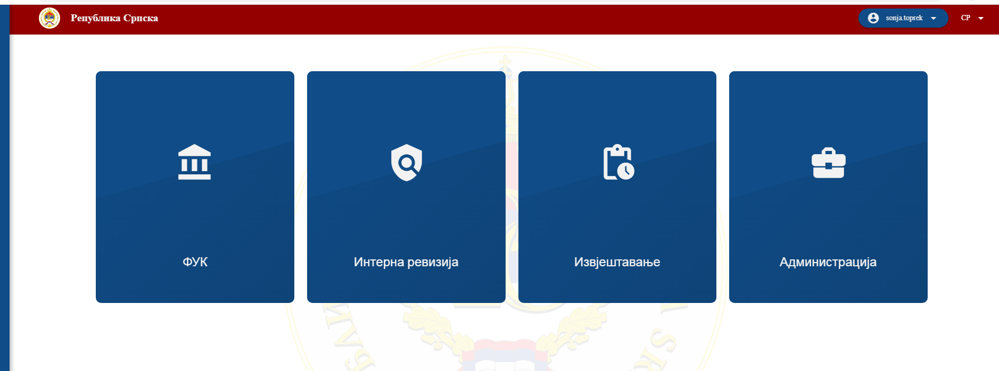 Република Српска
sonja.toprek
СР
ФУК
Интерна ревизија
Извјештавање
Администрација